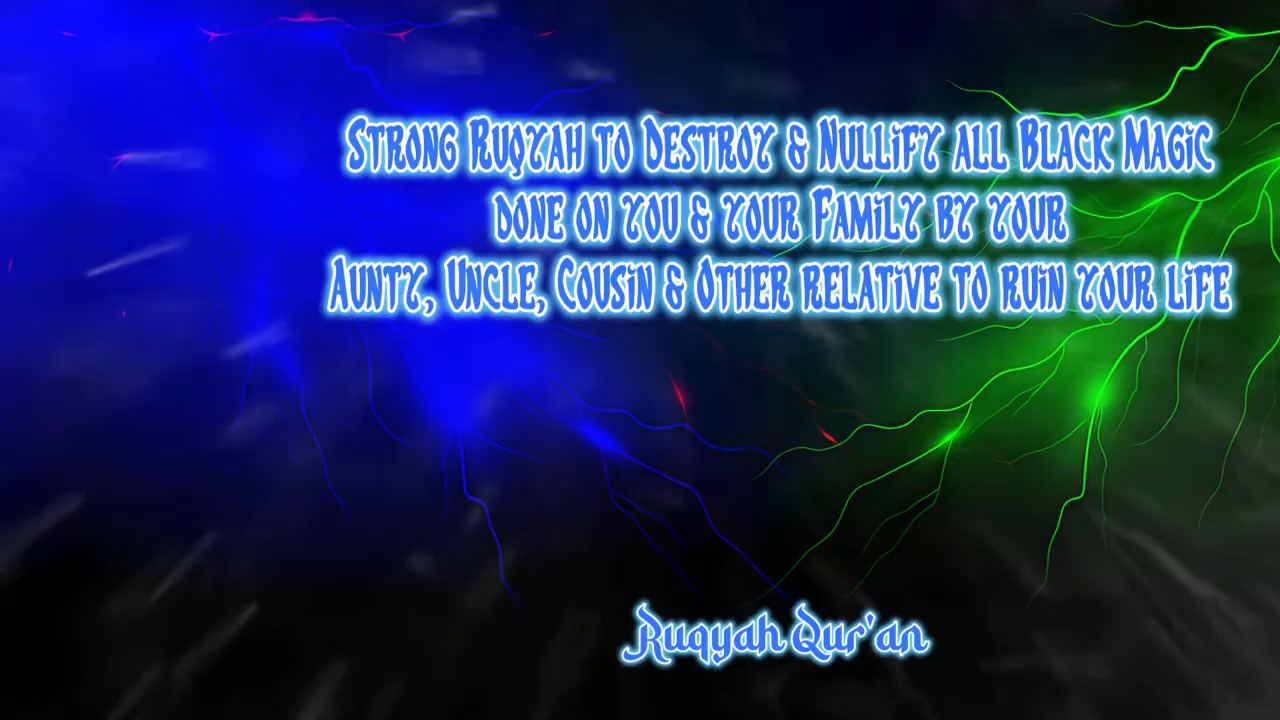 Strong Ruqyah to Destroy & Nullify all Black Magic
done on you & your Family by your
Aunty, Uncle, Cousin & Other relative to ruin your life
Ruqyah Qur'an